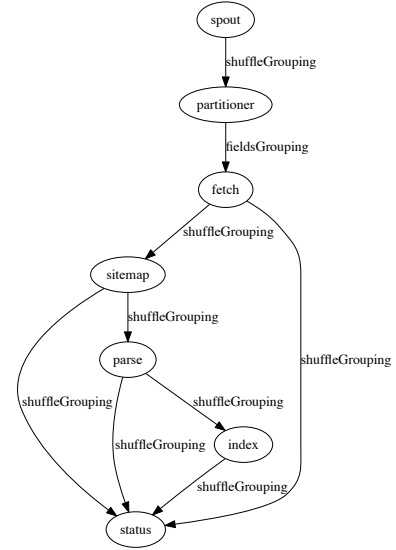 spout
shuffleGrouping
partitioner
fieldsGrouping
fetch
shuffleGrouping
sitemap
shuffleGrouping
parse
shuffleGrouping
shuffleGrouping
shuffleGrouping
shuffleGrouping
index
shuffleGrouping
status